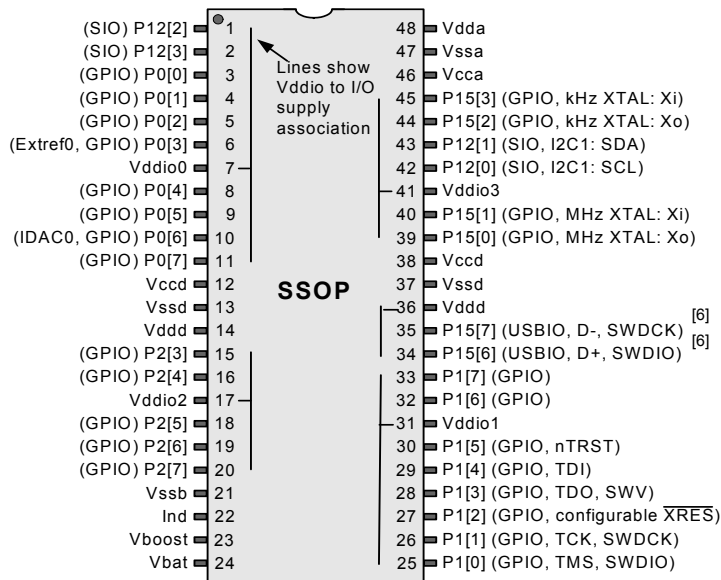 (SIO) P12[2] 1 48 Vdda
(SIO) P12[3] 2 47 Vssa
(GPIO) P0[0] 3 46 Vcca
(GPIO) P0[1] 4 45 P15[3] (GPIO, kHz XTAL: Xi)
(GPIO) P0[2] 5 44 P15[2] (GPIO, kHz XTAL: Xo)
(Extref0, GPIO) P0[3] 6 43 P12[1] (SIO, I2C1: SDA)
Vddio0 7 42 P12[0] (SIO, I2C1: SCL)
(GPIO) P0[4] 8 41 Vddio3
(GPIO) P0[5] 9 40 P15[1] (GPIO, MHz XTAL: Xi)
(IDAC0, GPIO) P0[6] 10 39 P15[0] (GPIO, MHz XTAL: Xo)
(GPIO) P0[7] 11 38 Vccd
Vccd 12 37 Vssd
Vssd 13 36 Vddd
Vddd 14 35 P15[7] (USBIO, D-, SWDCK) [6]
(GPIO) P2[3] 15 34 P15[6] (USBIO, D+, SWDIO) [6]
(GPIO) P2[4] 16 33 P1[7] (GPIO)
Vddio2 17 32 P1[6] (GPIO)
(GPIO) P2[5] 18 31 Vddio1
(GPIO) P2[6] 19 30 P1[5] (GPIO, nTRST)
(GPIO) P2[7] 20 29 P1[4] (GPIO, TDI)
Vssb 21 28 P1[3] (GPIO, TDO, SWV)
Ind 22 27 P1[2] (GPIO, configurable XRES)
Vboost 23 26 P1[1] (GPIO, TCK, SWDCK)
Vbat 24 25 P1[0] (GPIO, TMS, SWDIO)
Lines show
Vddio to I/O
supply
association
SSOP